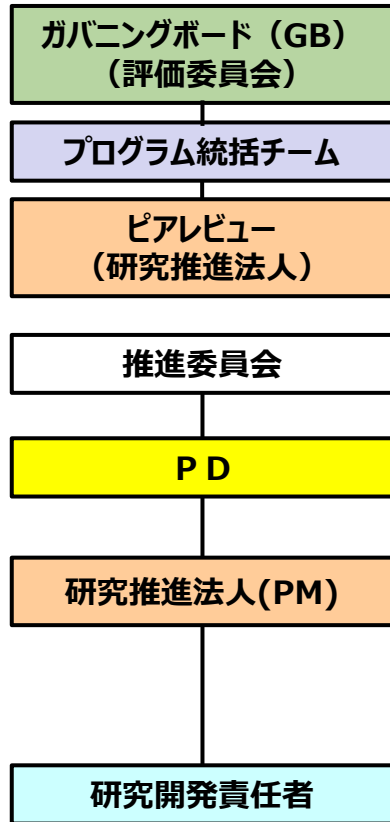 ガバニングボード（GB）
（評価委員会）
プログラム統括チーム
ピアレビュー
（研究推進法人）
推進委員会
ＰＤ
研究推進法人(PM)
研究開発責任者